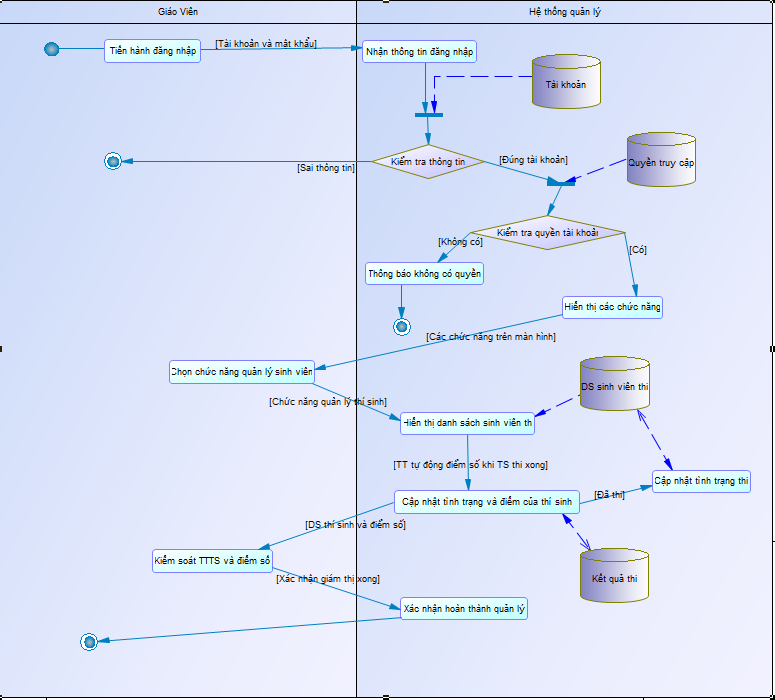 Giáo Viên
Hệ thống quản lý
Tiến hành đăng nhập
[Tài khoản và mật khẩu]
Nhận thông tin đăng nhập
Tài khoản
Kiểm tra thông tin
[Đúng tài khoản]
[Sai thông tin]
Quyền truy cập
Kiểm tra quyền tài khoản
[Không có]
[Có]
Thông báo không có quyền
Hiển thị các chức năng
[Các chức năng trên màn hình]
Chọn chức năng quản lý sinh viên
DS sinh viên thi
[Chức năng quản lý thí sinh]
Hiển thị danh sách sinh viên th
[TT tự động điểm số khi TS thi xong]
Cập nhật tình trạng thi
[Đã thi]
Cập nhật tình trạng và điểm của thí sinh
[DS thí sinh và điểm số]
Kiểm soát TTTS và điểm số
[Xác nhận giám thị xong]
Kết quả thi
Xác nhận hoàn thành quản lý